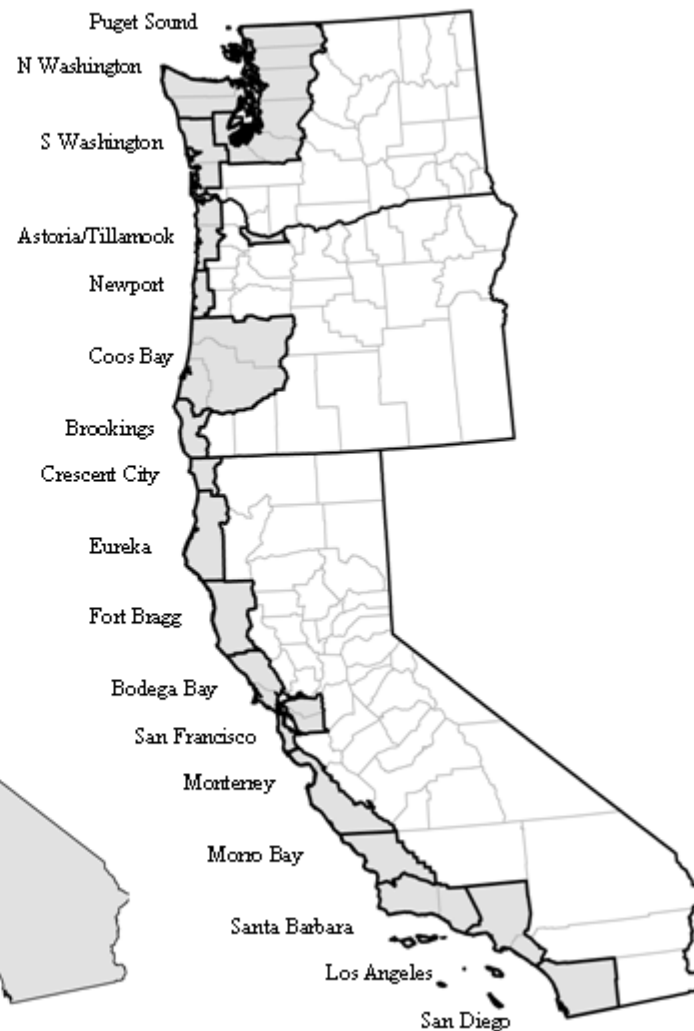 Puget Sound
N Washington
S Washington
Astoria/Tillamook
Newport
Coos Bay
Brookings
Crescent City
Eureka
Fort Bragg
Bodega Bay
San Francisco
Monterrey
Morro Bay
Santa Barbara
Los Angeles
San Diego